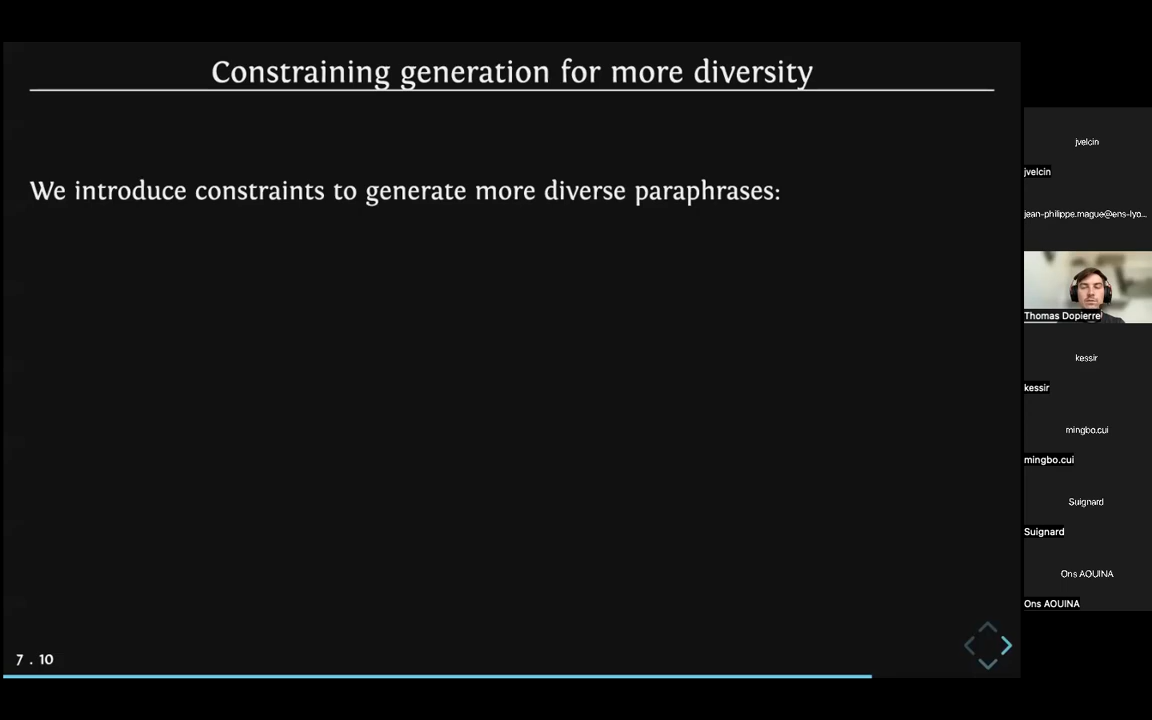 Constraining generation for more diversity
We introduce constraints to generate more diverse paraphrases:
7 . 10
jvelcin
jvelcin
jean-philippe.mague@ens-lyo...
Thomas Dopierre
kessir
kessir
mingbo.cui
mingbo.cui
Suignard
Suignard
Ons AOUINA
Ons AOUINA